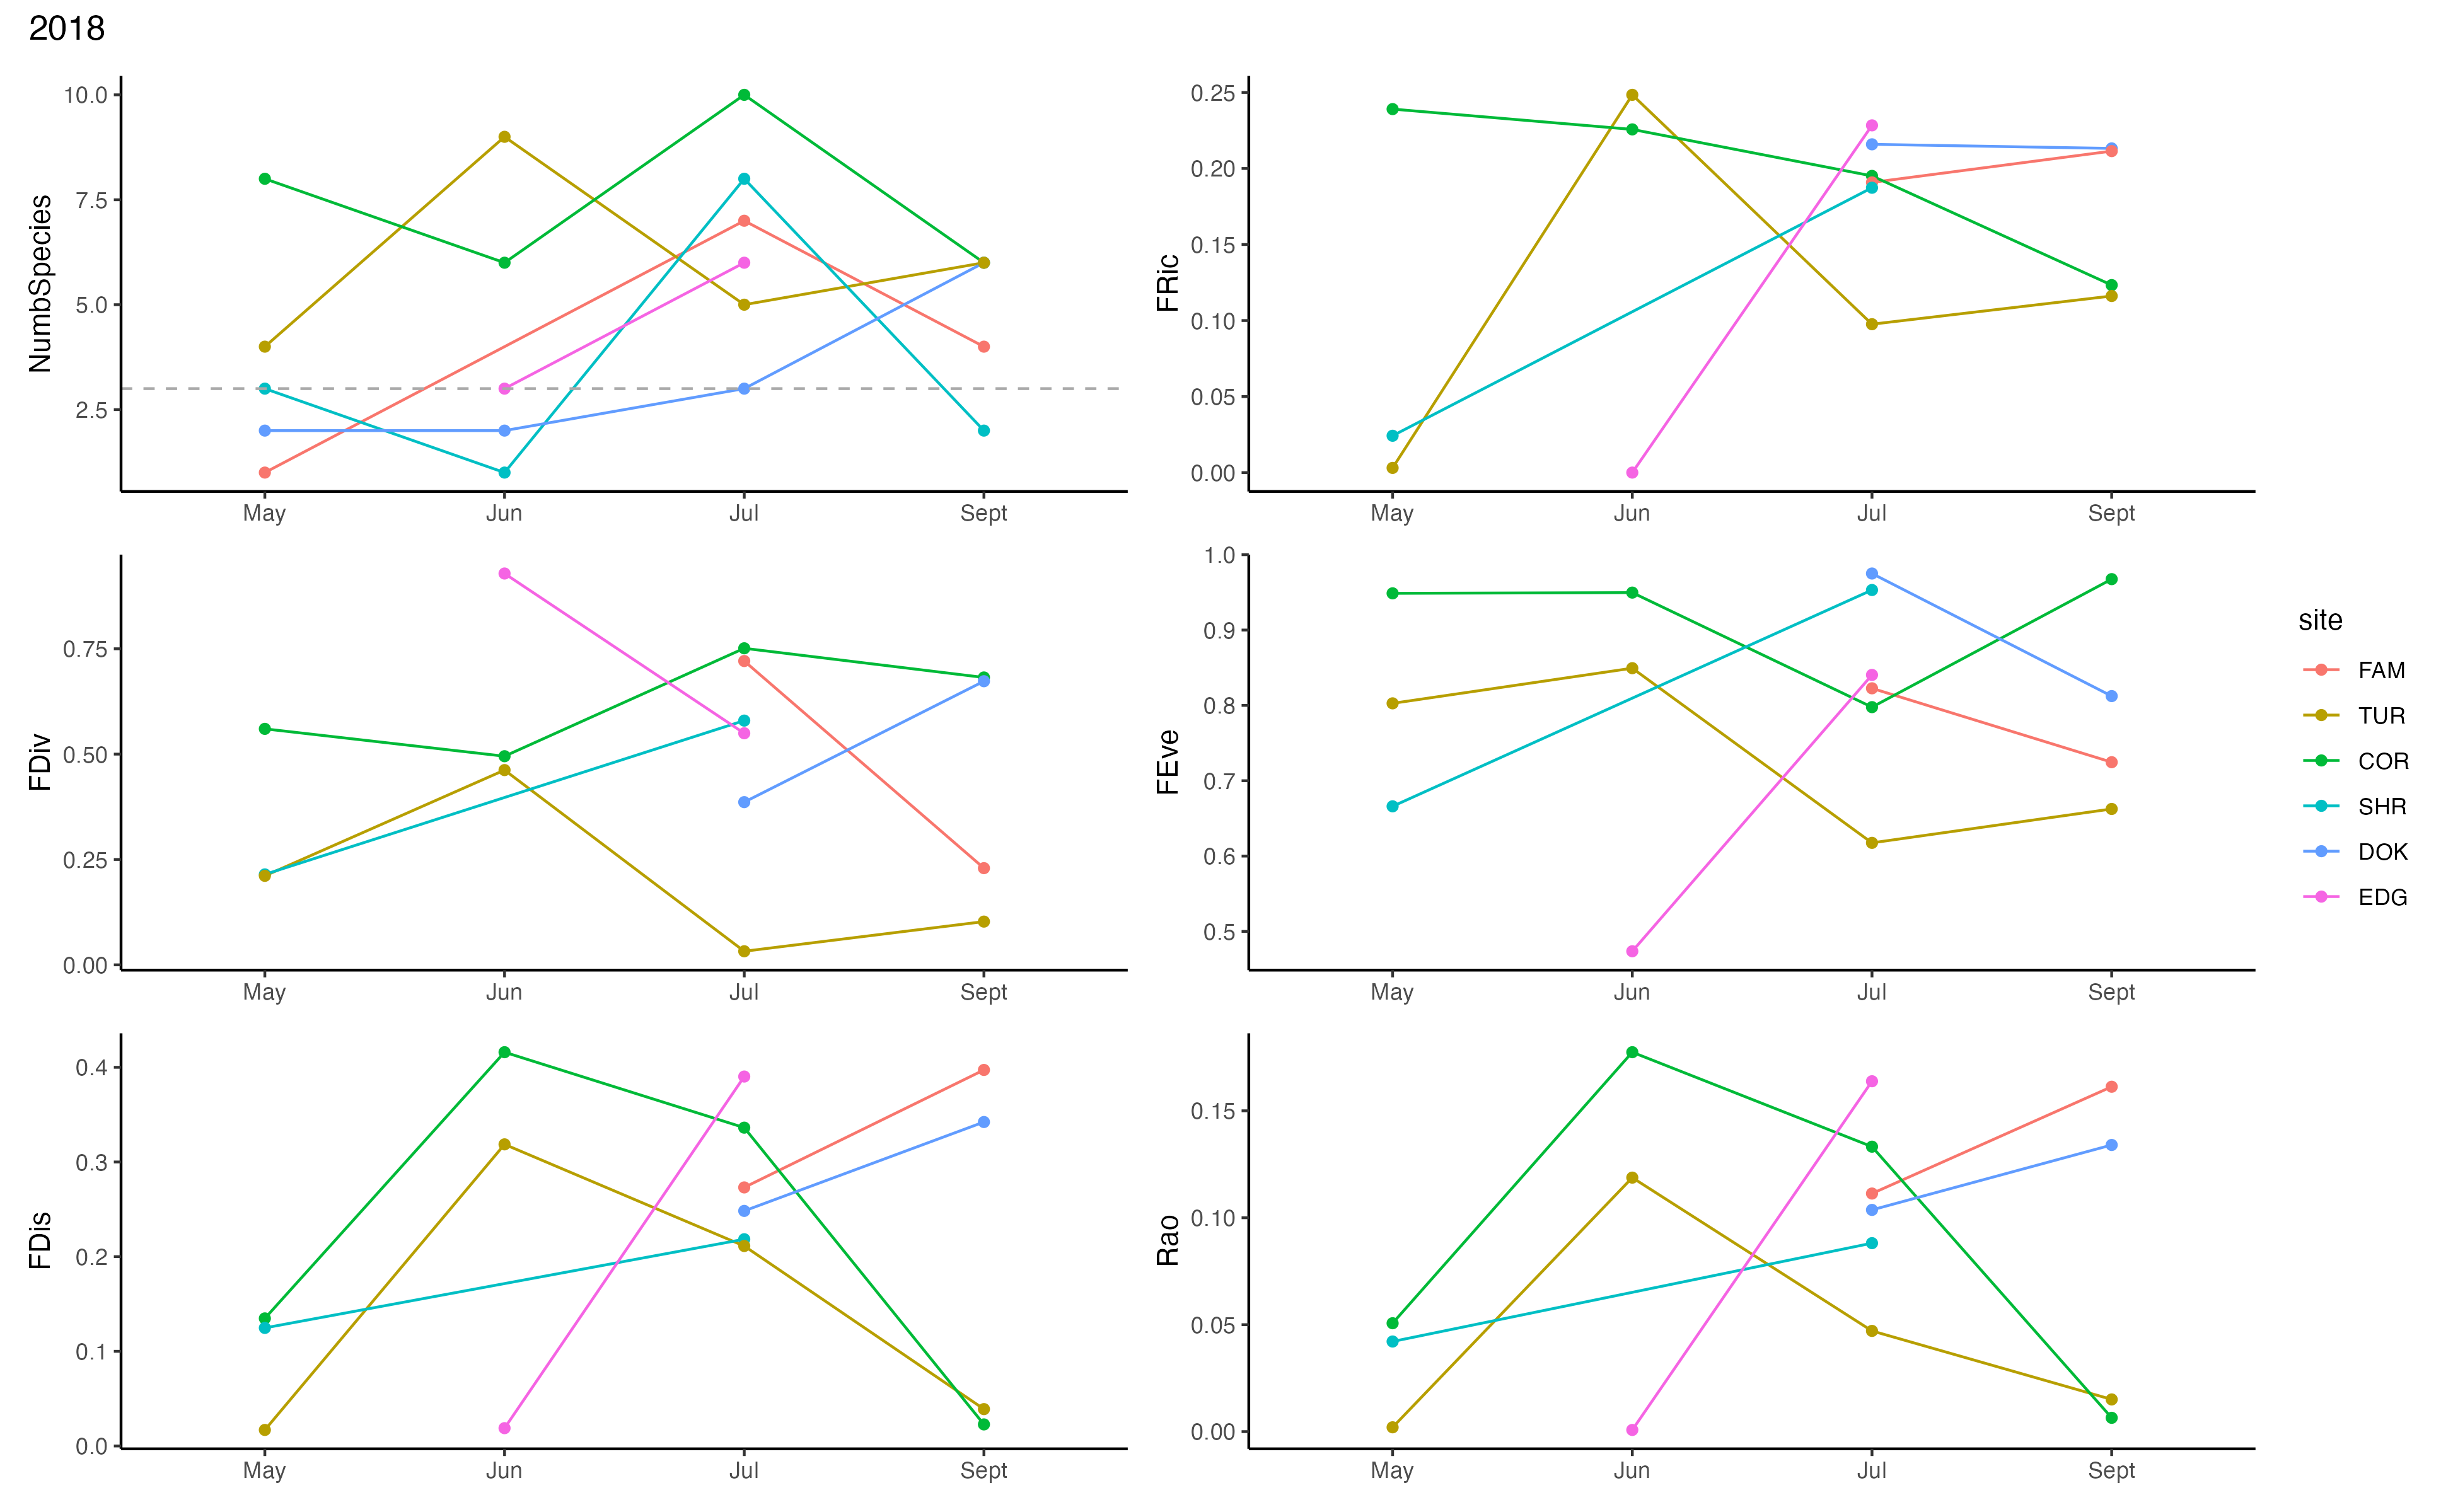 2018
NumbSpecies
10.0
7.5
5.0
2.5
May Jun Jul Sept
FRic
0.25
0.20
0.15
0.10
0.05
0.00
May Jun Jul Sept
FDiv
0.75
0.50
0.25
0.00
May Jun Jul Sept
FEve
1.0
0.9
0.8
0.7
0.6
0.5
May Jun Jul Sept
FDis
0.4
0.3
0.2
0.1
0.0
May Jun Jul Sept
Rao
0.15
0.10
0.05
0.00
May Jun Jul Sept
site
FAM
TUR
COR
SHR
DOK
EDG